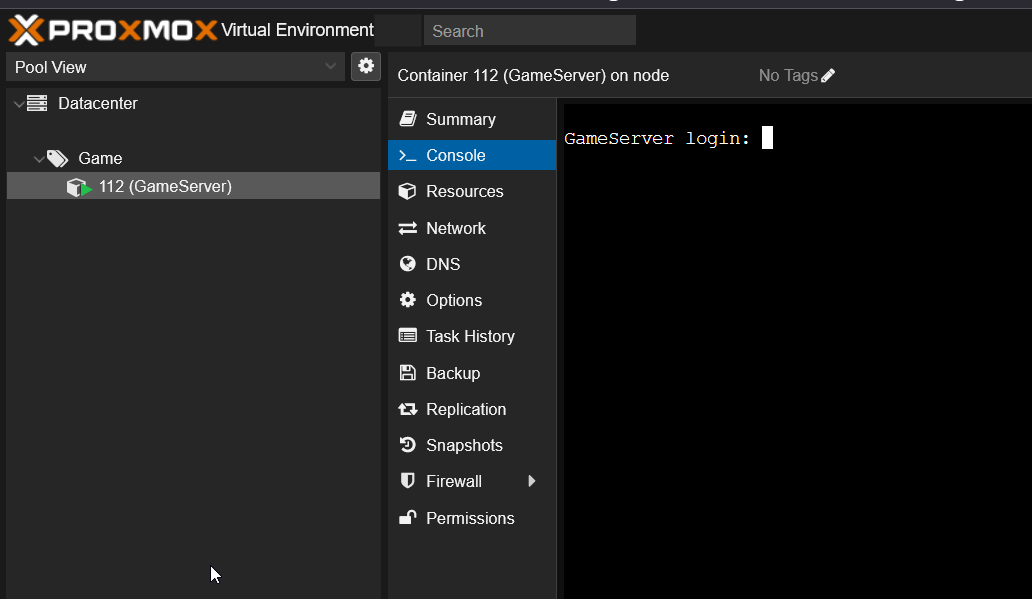 PROXMOX Virtual Environment
Search
Pool View
Datacenter
Game
112 (GameServer)
Container 112 (GameServer) on node
No Tags
Summary
Console
Resources
Network
DNS
Options
Task History
Backup
Replication
Snapshots
Firewall
Permissions
GameServer login: